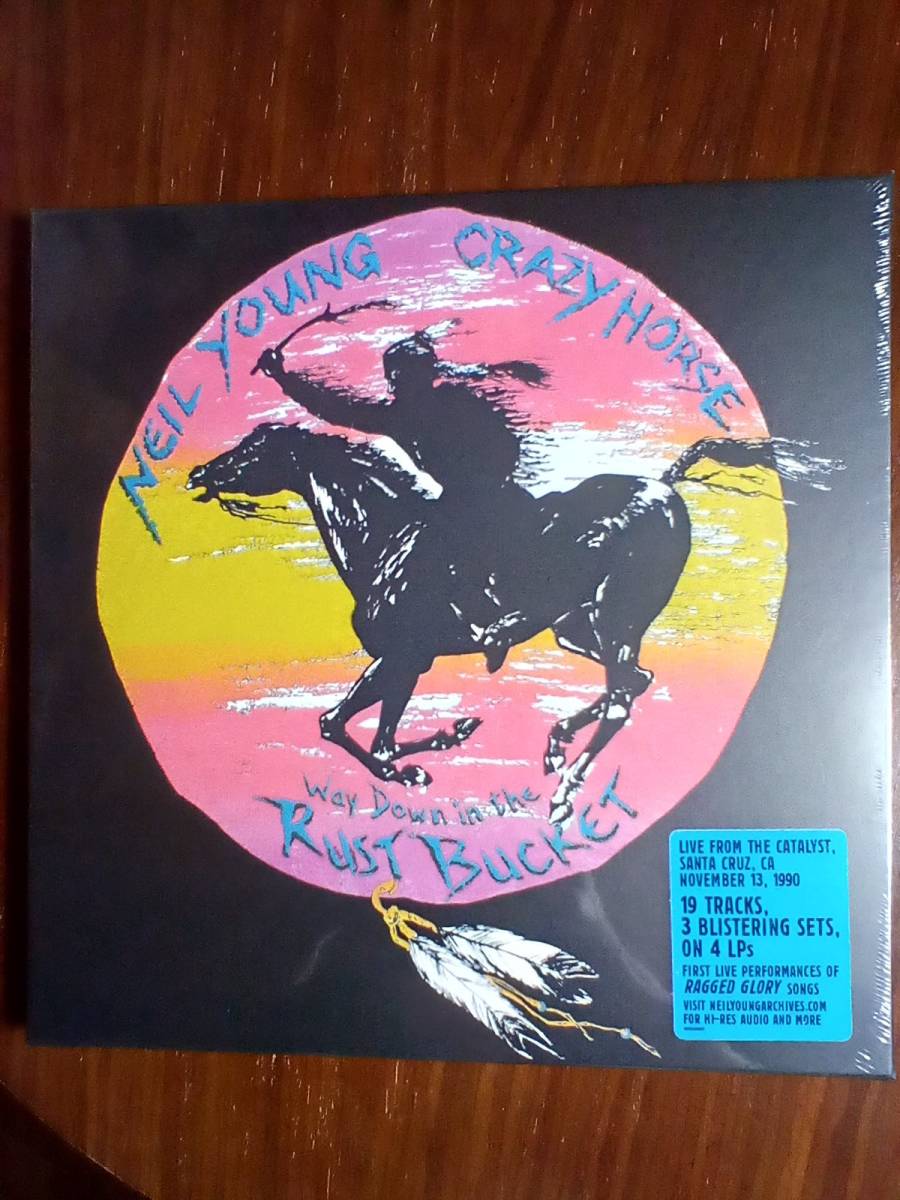 NEIL YOUNG CRAZY HORSE
Way Down in the
RUST BUCKET
LIVE FROM THE CATALYST,
SANTA CRUZ, CA
NOVEMBER 13, 1990
19 TRACKS,
3 BLISTERING SETS,
ON 4 LPs
FIRST LIVE PERFORMANCES OF
RAGGED GLORY SONGS
VISIT NEILYOUNGARCHIVES.COM
FOR HI-RES AUDIO AND MORE